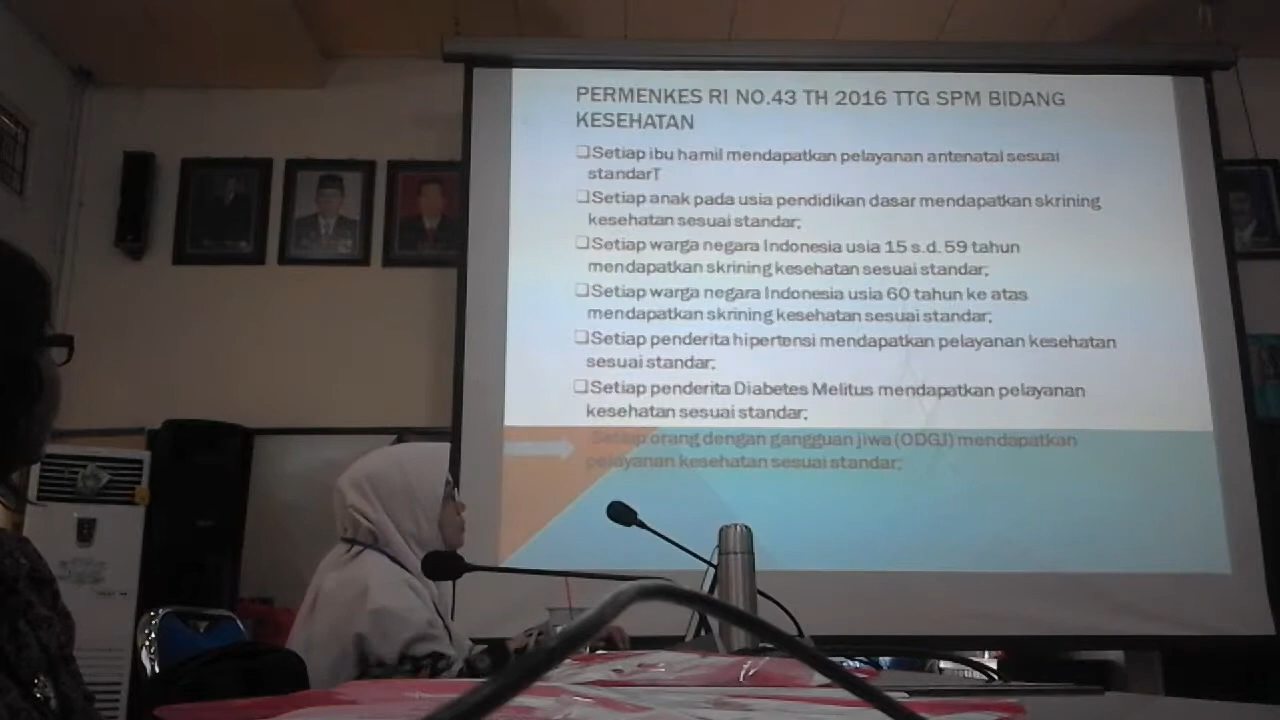 PERMENKES RI NO.43 TH 2016 TTG SPM BIDANG
KESEHATAN
❑Setiap ibu hamil mendapatkan pelayanan antenatal sesuai
standarT
❑Setiap anak pada usia pendidikan dasar mendapatkan skrining
kesehatan sesuai standar;
❑Setiap warga negara Indonesia usia 15 s.d. 59 tahun
mendapatkan skrining kesehatan sesuai standar;
❑Setiap warga negara Indonesia usia 60 tahun ke atas
mendapatkan skrining kesehatan sesuai standar;
❑Setiap penderita hipertensi mendapatkan pelayanan kesehatan
sesuai standar;
❑Setiap penderita Diabetes Melitus mendapatkan pelayanan
kesehatan sesuai standar;
Setiap orang dengan gangguan jiwa (ODGJ) mendapatkan
pelayanan kesehatan sesuai standar;